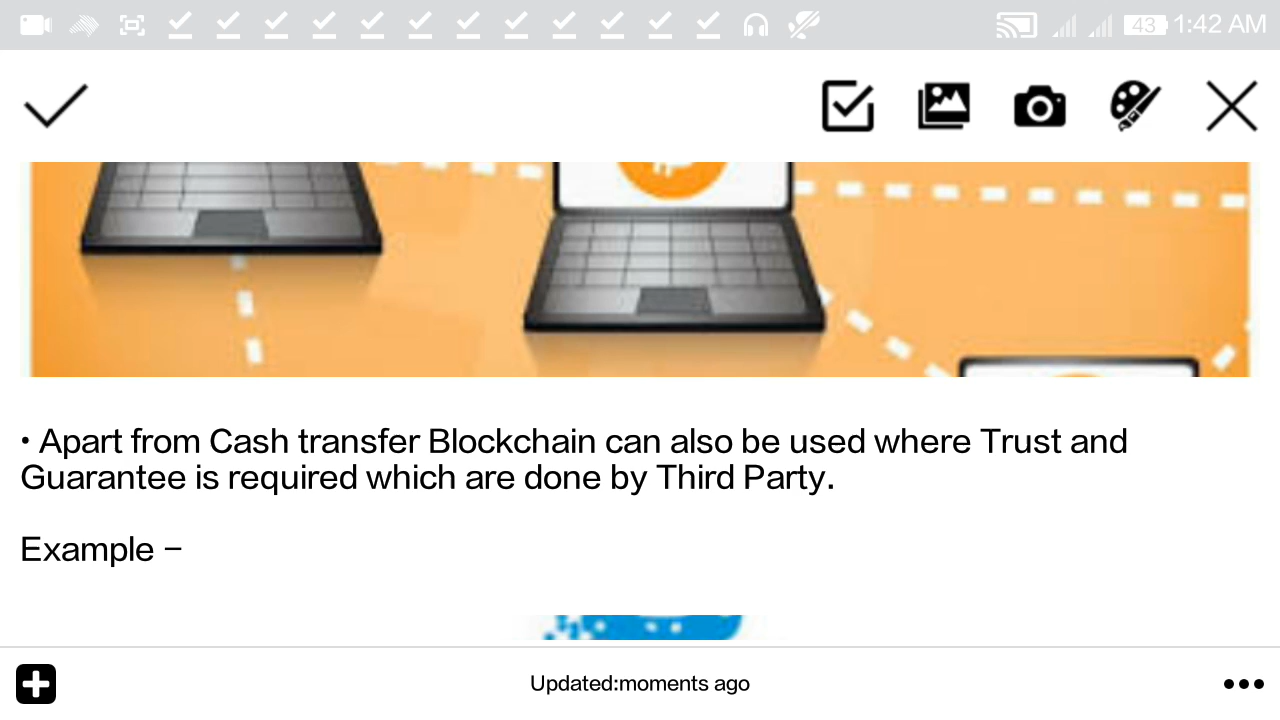 43 1:42 AM
• Apart from Cash transfer Blockchain can also be used where Trust and
Guarantee is required which are done by Third Party.
Example –
Updated:moments ago